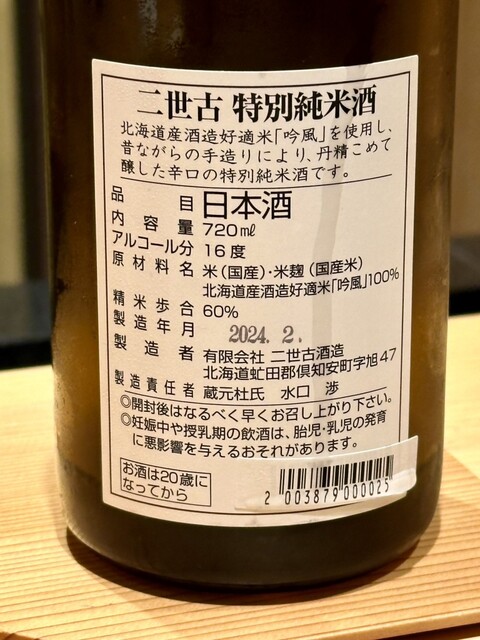 二世古 特別純米酒
北海道産酒造好適米「吟風」を使用し、
昔ながらの手造りにより、丹精こめて
醸した辛口の特別純米酒です。
品目 日本酒
内容量 720㎖
アルコール分 16度
原材料名 米（国産）・米麹（国産米）
北海道産酒造好適米「吟風」100%
精米歩合 60%
製造年月 2024.2.
製造者 有限会社 二世古酒造
北海道虻田郡倶知安町字旭47
製造責任者 蔵元杜氏 水口 渉
◎開封後はなるべく早くお召し上がり下さい。
◎妊娠中や授乳期の飲酒は、胎児・乳児の発育
に悪影響を与えるおそれがあります。
お酒は20歳に
なってから
2 003879 000025